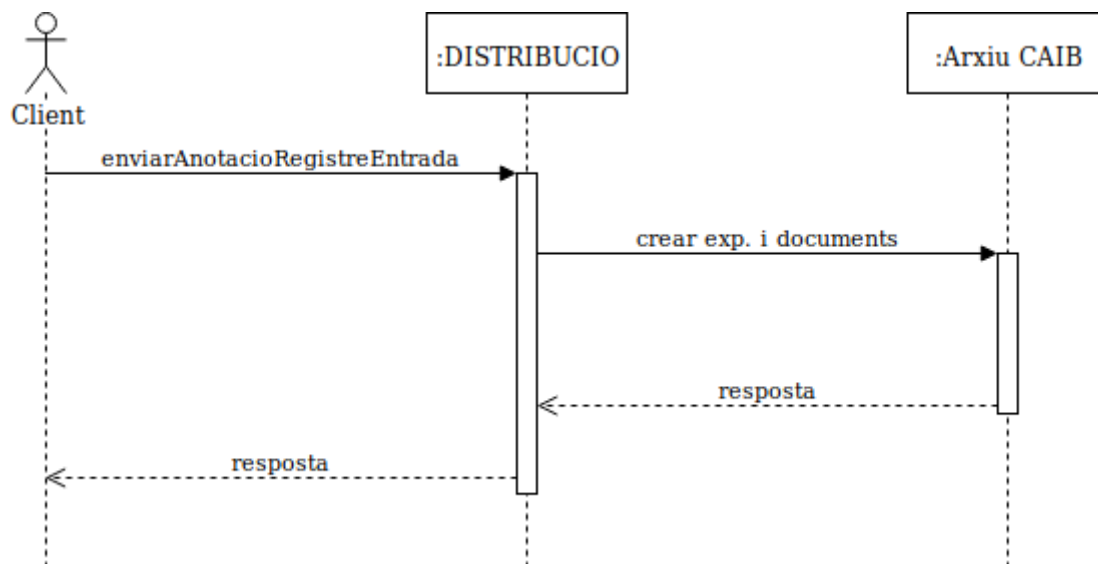 :DISTRIBUCIO
:Arxiu CAIB
Client
enviarAnotacioRegistreEntrada
crear exp. i documents
resposta
resposta